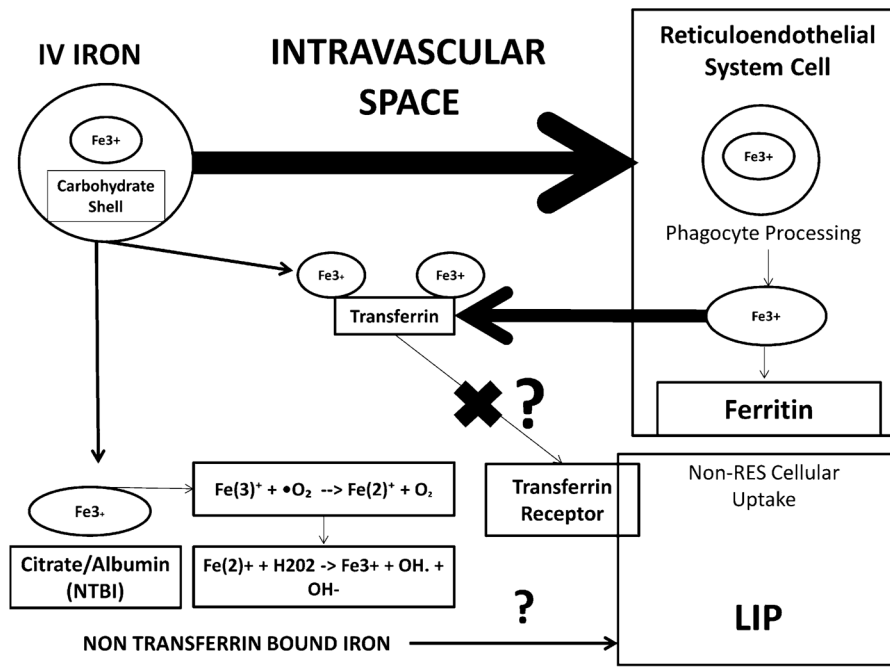 IV IRON
INTRAVASCULAR
SPACE
Reticuloendothelial
System Cell
Fe3+
Carbohydrate
Shell
Fe3+
Phagocyte Processing
Fe3+
Fe3+
Transferrin
Fe3+
Ferritin
?
Fe3+
Citrate/Albumin
(NTBI)
Fe(3)⁺ + •O₂ --> Fe(2)⁺ + O₂
Fe(2)+ + H202 -> Fe3+ + OH. +
OH-
Transferrin
Receptor
Non-RES Cellular
Uptake
LIP
?
NON TRANSFERRIN BOUND IRON